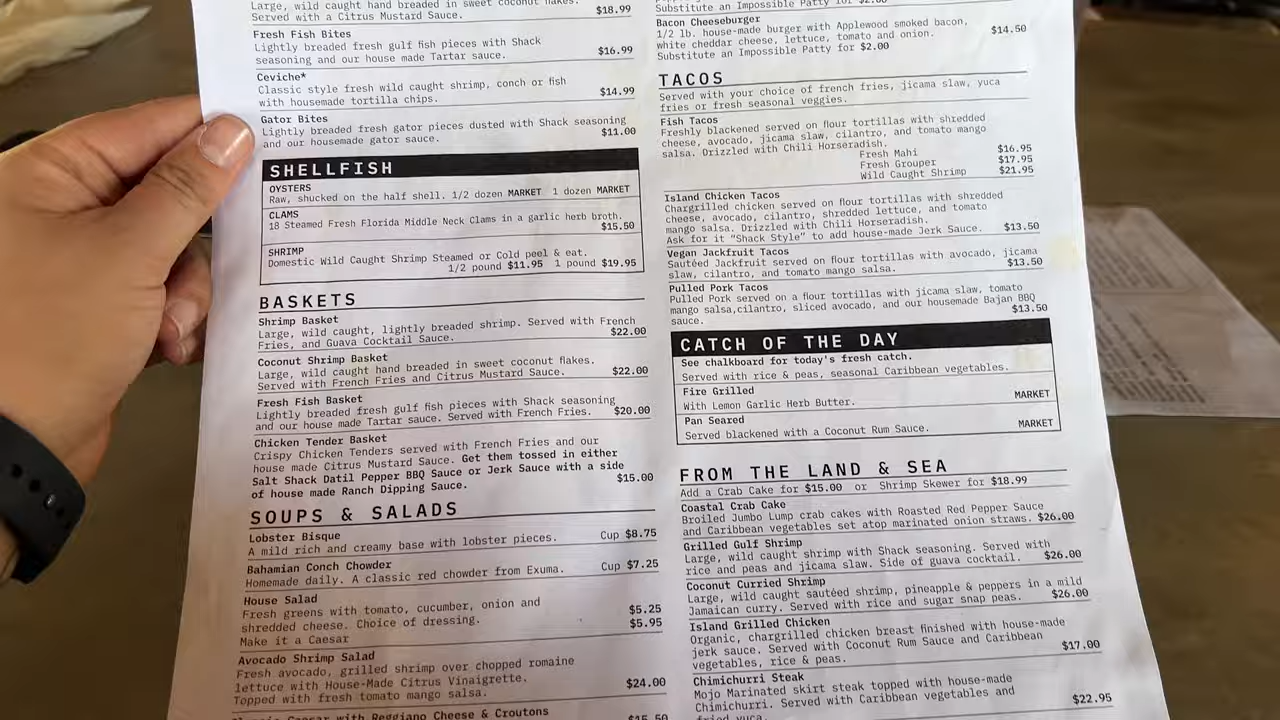 Large, wild caught hand breaded in sweet coconut flakes.
Served with a Citrus Mustard Sauce. $18.99
Fresh Fish Bites
Lightly breaded fresh gulf fish pieces with Shack
seasoning and our house made Tartar sauce. $16.99
Ceviche*
Classic style fresh wild caught shrimp, conch or fish
with housemade tortilla chips. $14.99
Gator Bites
Lightly breaded fresh gator pieces dusted with Shack seasoning
and our housemade gator sauce. $11.00
SHELLFISH
OYSTERS
Raw, shucked on the half shell. 1/2 dozen MARKET 1 dozen MARKET
CLAMS
18 Steamed Fresh Florida Middle Neck Clams in a garlic herb broth.
$15.50
SHRIMP
Domestic Wild Caught Shrimp Steamed or Cold peel & eat.
1/2 pound $11.95 1 pound $19.95
BASKETS
Shrimp Basket
Large, wild caught, lightly breaded shrimp. Served with French
Fries, and Guava Cocktail Sauce. $22.00
Coconut Shrimp Basket
Large, wild caught hand breaded in sweet coconut flakes.
Served with French Fries and Citrus Mustard Sauce. $22.00
Fresh Fish Basket
Lightly breaded fresh gulf fish pieces with Shack seasoning
and our house made Tartar sauce. Served with French Fries. $20.00
Chicken Tender Basket
Crispy Chicken Tenders served with French Fries and our
house made Citrus Mustard Sauce. Get them tossed in either
Salt Shack Datil Pepper BBQ Sauce or Jerk Sauce with a side
of house made Ranch Dipping Sauce. $15.00
SOUPS & SALADS
Lobster Bisque
A mild rich and creamy base with lobster pieces. Cup $8.75
Bahamian Conch Chowder
Homemade daily. A classic red chowder from Exuma. Cup $7.25
House Salad
Fresh greens with tomato, cucumber, onion and
shredded cheese. Choice of dressing. $5.25
Make it a Caesar $5.95
Avocado Shrimp Salad
Fresh avocado, grilled shrimp over chopped romaine
lettuce with House-Made Citrus Vinaigrette.
Topped with fresh tomato mango salsa. $24.00
Classic Caesar with Reggiano Cheese & Croutons
$15.50
Substitute an Impossible Patty for $2.00
Bacon Cheeseburger
1/2 lb. house-made burger with Applewood smoked bacon,
white cheddar cheese, lettuce, tomato and onion. $14.50
Substitute an Impossible Patty for $2.00
TACOS
Served with your choice of french fries, jicama slaw, yuca
fries or fresh seasonal veggies.
Fish Tacos
Freshly blackened served on flour tortillas with shredded
cheese, avocado, jicama slaw, cilantro, and tomato mango
salsa. Drizzled with Chili Horseradish.
Fresh Mahi $16.95
Fresh Grouper $17.95
Wild Caught Shrimp $21.95
Island Chicken Tacos
Chargrilled chicken served on flour tortillas with shredded
cheese, avocado, cilantro, shredded lettuce, and tomato
mango salsa. Drizzled with Chili Horseradish.
Ask for it “Shack Style” to add house-made Jerk Sauce. $13.50
Vegan Jackfruit Tacos
Sautéed Jackfruit served on flour tortillas with avocado, jicama
slaw, cilantro, and tomato mango salsa. $13.50
Pulled Pork Tacos
Pulled Pork served on a flour tortillas with jicama slaw, tomato
mango salsa,cilantro, sliced avocado, and our housemade Bajan BBQ
sauce. $13.50
CATCH OF THE DAY
See chalkboard for today's fresh catch.
Served with rice & peas, seasonal Caribbean vegetables.
Fire Grilled
With Lemon Garlic Herb Butter. MARKET
Pan Seared
Served blackened with a Coconut Rum Sauce. MARKET
FROM THE LAND & SEA
Add a Crab Cake for $15.00 or Shrimp Skewer for $18.99
Coastal Crab Cake
Broiled Jumbo Lump crab cakes with Roasted Red Pepper Sauce
and Caribbean vegetables set atop marinated onion straws. $26.00
Grilled Gulf Shrimp
Large, wild caught shrimp with Shack seasoning. Served with
rice and peas and jicama slaw. Side of guava cocktail. $26.00
Coconut Curried Shrimp
Large, wild caught sautéed shrimp, pineapple & peppers in a mild
Jamaican curry. Served with rice and sugar snap peas. $26.00
Island Grilled Chicken
Organic, chargrilled chicken breast finished with house-made
jerk sauce. Served with Coconut Rum Sauce and Caribbean
vegetables, rice & peas. $17.00
Chimichurri Steak
Mojo Marinated skirt steak topped with house-made
Chimichurri. Served with Caribbean vegetables and
fried yuca. $22.95